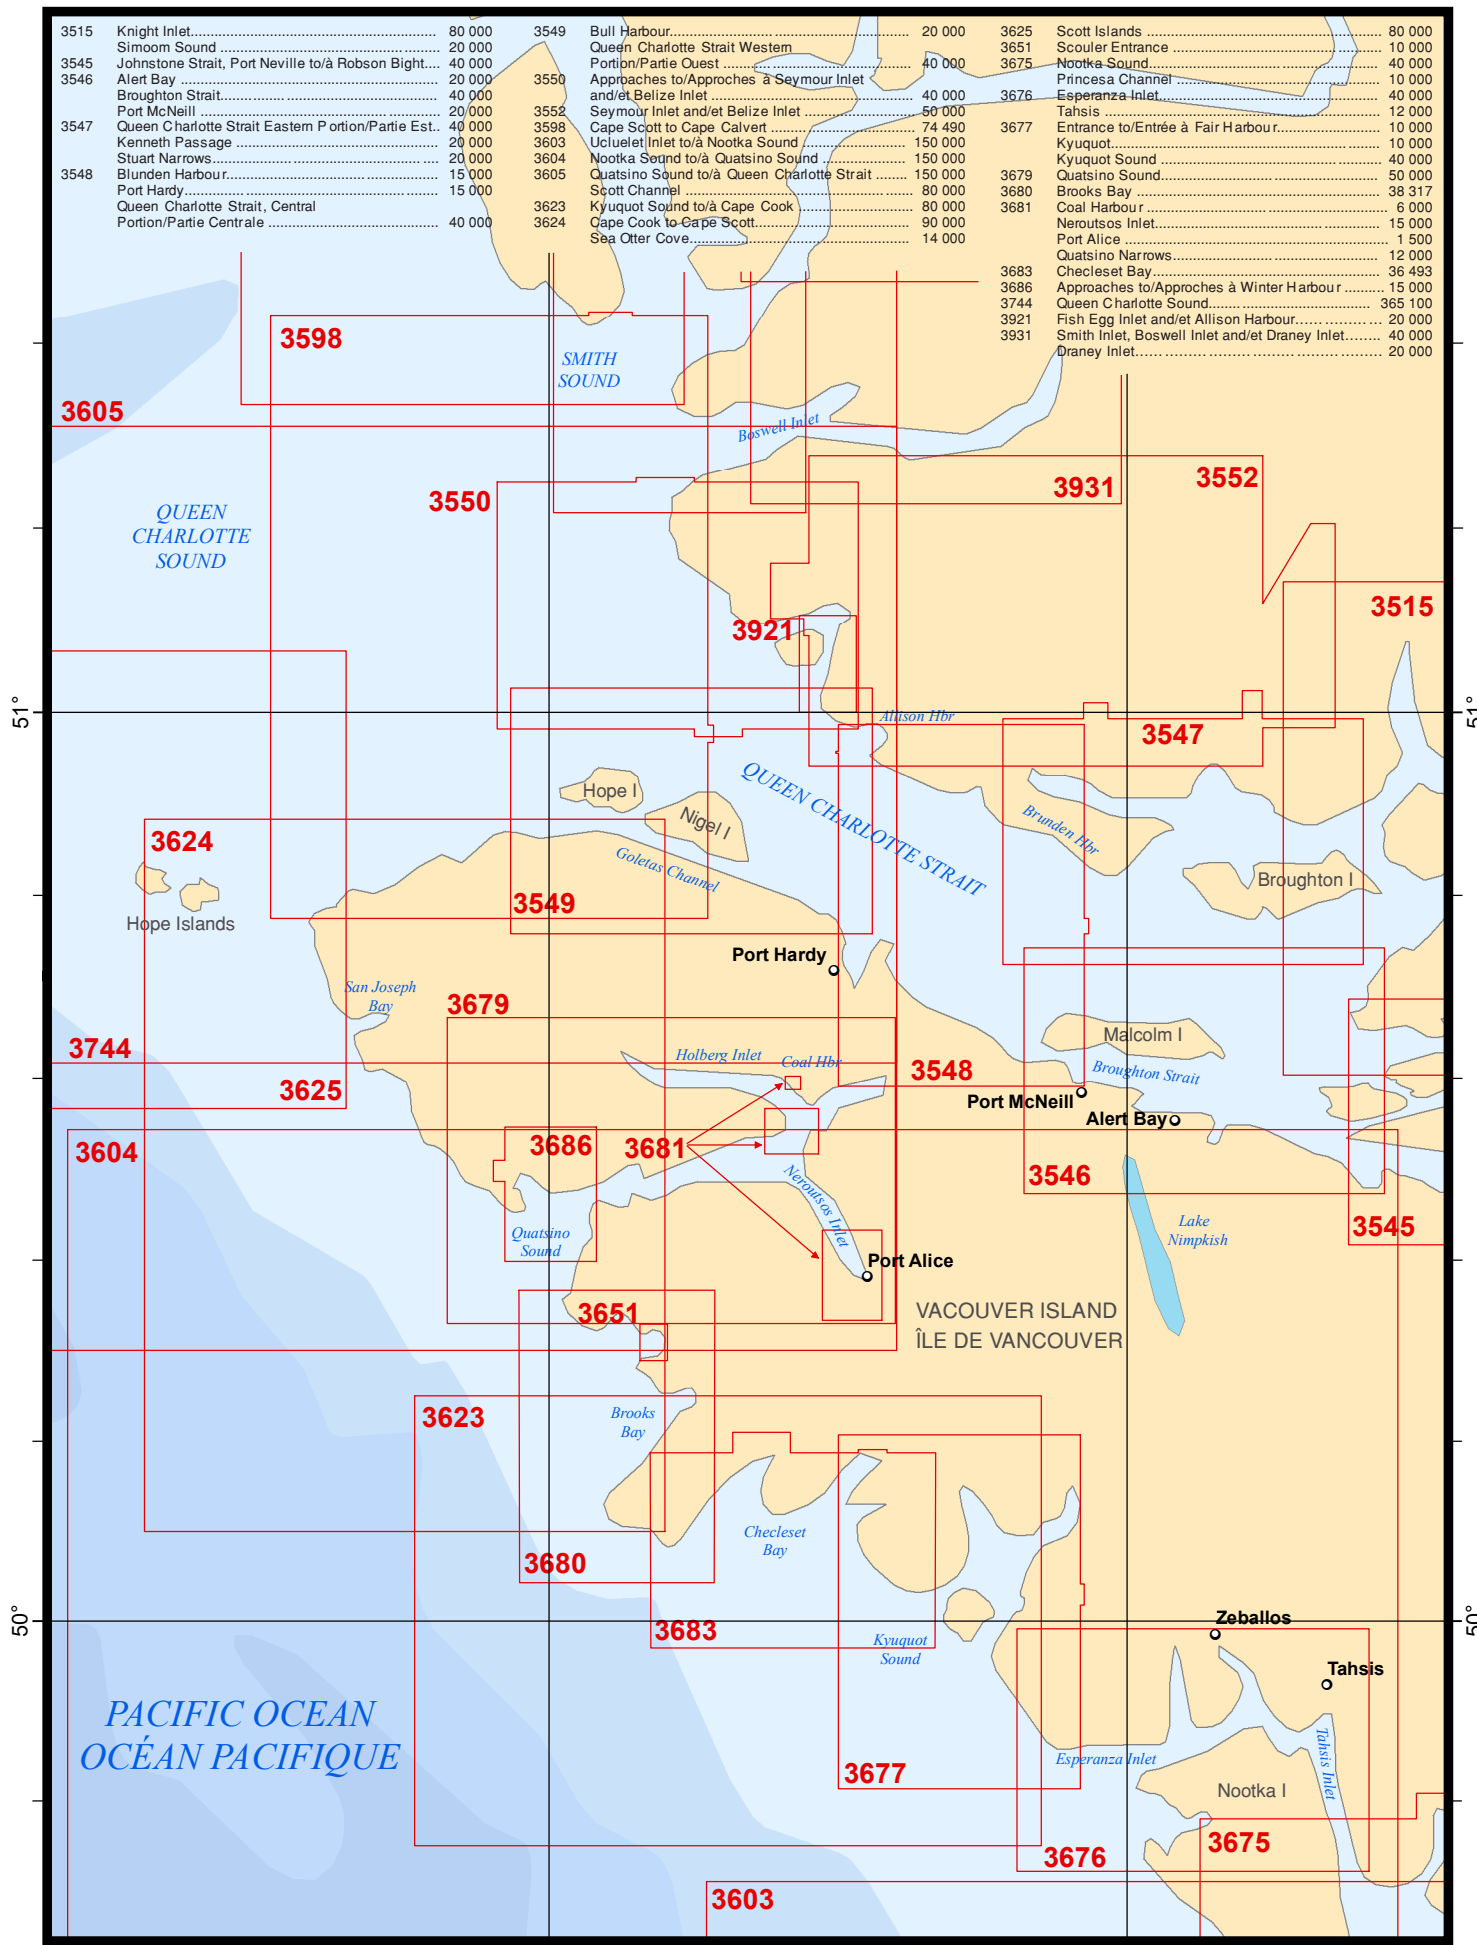 3515 Knight Inlet 80 000
Simoom Sound 20 000
3545 Johnstone Strait, Port Neville to/à Robson Bight 40 000
3546 Alert Bay 20 000
Broughton Strait 40 000
Port McNeill 20 000
3547 Queen Charlotte Strait Eastern Portion/Partie Est 40 000
Kenneth Passage 20 000
Stuart Narrows 20 000
3548 Blunden Harbour 15 000
Port Hardy 15 000
Queen Charlotte Strait, Central
Portion/Partie Centrale 40 000
3549 Bull Harbour 20 000
Queen Charlotte Strait Western
Portion/Partie Ouest 40 000
3550 Approaches to/Approches à Seymour Inlet
and/et Belize Inlet 40 000
3552 Seymour Inlet and/et Belize Inlet 50 000
3598 Cape Scott to Cape Calvert 74 490
3603 Ucluelet Inlet to/à Nootka Sound 150 000
3604 Nootka Sound to/à Quatsino Sound 150 000
3605 Quatsino Sound to/à Queen Charlotte Strait 150 000
Scott Channel 80 000
3623 Kyuquot Sound to/à Cape Cook 80 000
3624 Cape Cook to Cape Scott 90 000
Sea Otter Cove 14 000
3625 Scott Islands 80 000
3651 Scouler Entrance 10 000
3675 Nootka Sound 40 000
Princesa Channel 10 000
3676 Esperanza Inlet 40 000
Tahsis 12 000
3677 Entrance to/Entrée à Fair Harbour 10 000
Kyuquot 10 000
Kyuquot Sound 40 000
3679 Quatsino Sound 50 000
3680 Brooks Bay 38 317
3681 Coal Harbour 6 000
Neroutsos Inlet 15 000
Port Alice 1 500
Quatsino Narrows 12 000
3683 Checleset Bay 36 493
3686 Approaches to/Approches à Winter Harbour 15 000
3744 Queen Charlotte Sound 365 100
3921 Fish Egg Inlet and/et Allison Harbour 20 000
3931 Smith Inlet, Boswell Inlet and/et Draney Inlet 40 000
Draney Inlet 20 000
3598
SMITH
SOUND
3605
Boswell Inlet
3552
3931
3550
QUEEN
CHARLOTTE
SOUND
3515
3921
51°
51°
Allison Hbr
3547
QUEEN CHARLOTTE STRAIT
Hope I
Nigel I
Brunden Hbr
3624
Goletas Channel
Broughton I
3549
Hope Islands
Port Hardy
San Joseph
Bay
3679
Malcolm I
3744
Holberg Inlet
Coal Hbr
3548
Broughton Strait
3625
Port McNeill
Alert Bay
3604
3686
3681
3546
Neroutsos Inlet
Quatsino
Sound
Lake
Nimpkish
3545
Port Alice
3651
VACOUVER ISLAND
ÎLE DE VANCOUVER
3623
Brooks
Bay
Checleset
Bay
3680
50°
50°
3683
Zeballos
Kyuquot
Sound
Tahsis
PACIFIC OCEAN
OCÉAN PACIFIQUE
Esperanza Inlet
Tahsis Inlet
3677
Nootka I
3675
3676
3603